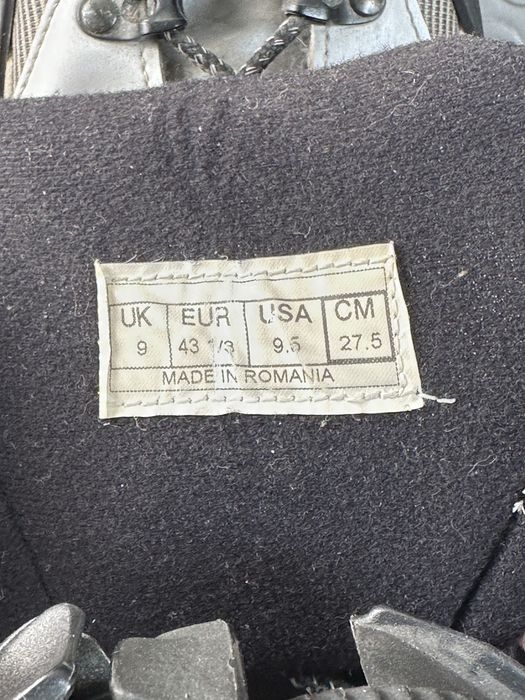 UK EUR USA CM
9 43 1/3 9.5 27.5
MADE IN ROMANIA